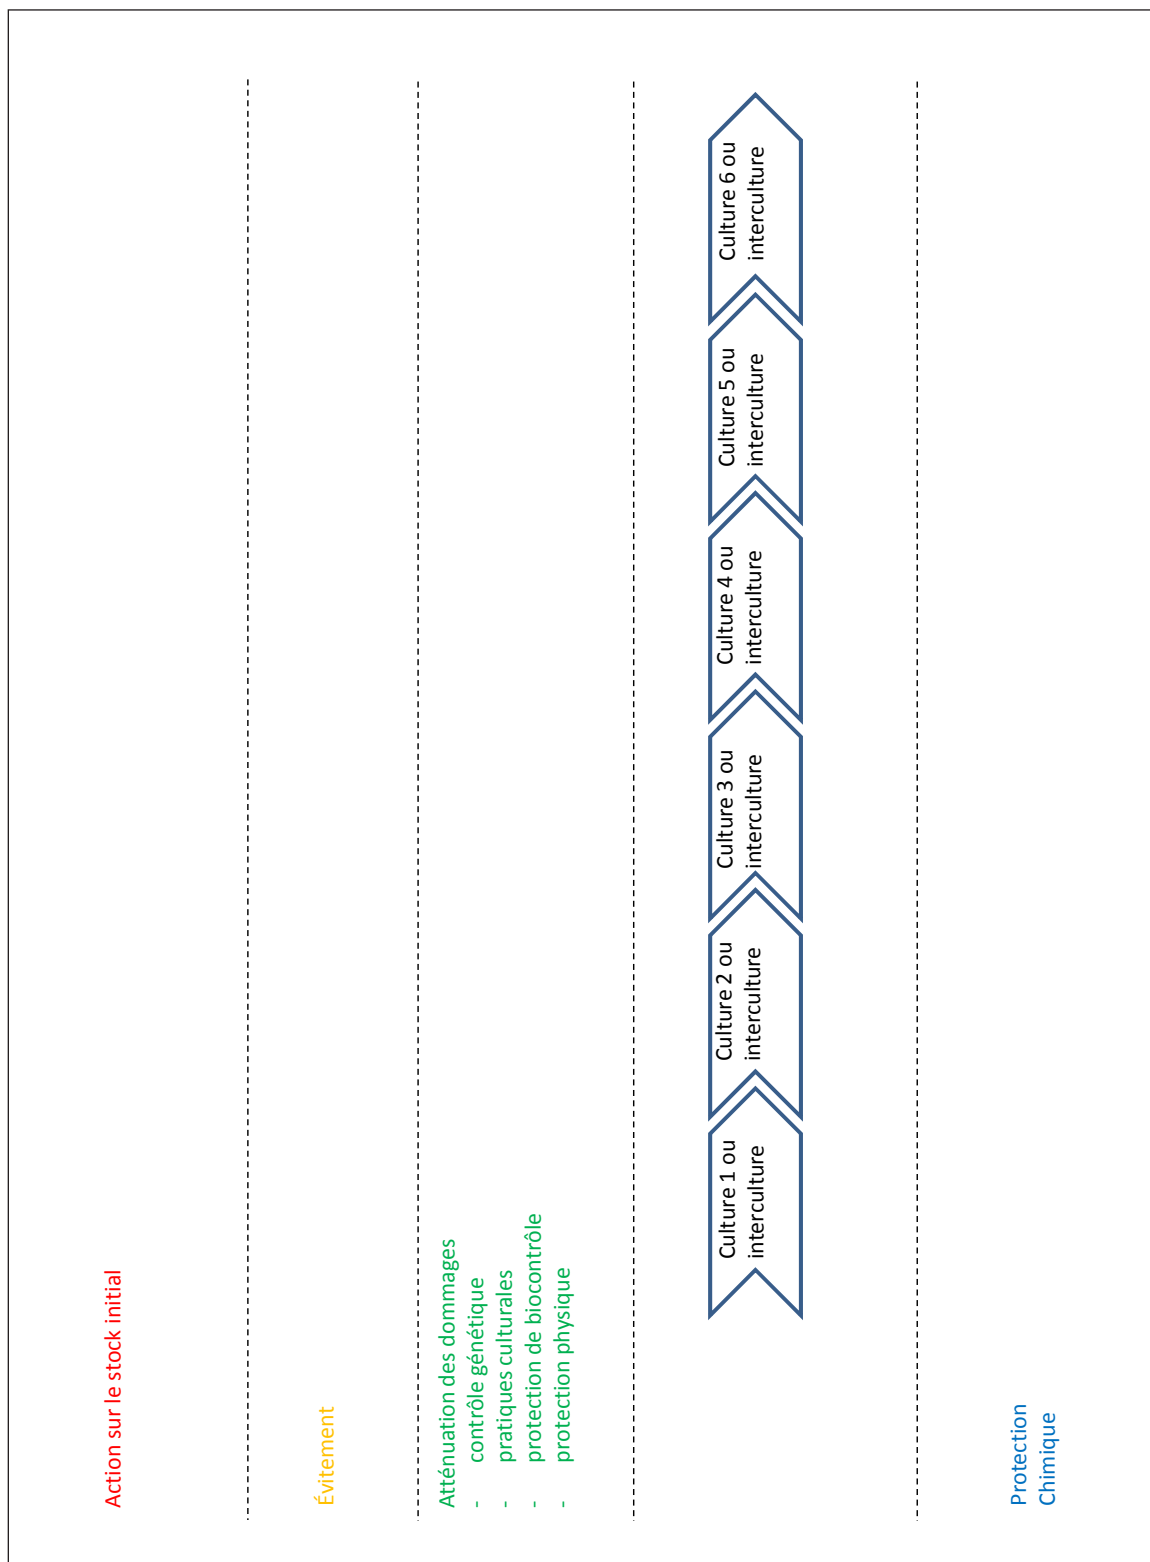 Action sur le stock initial
Évitement
Atténuation des dommages
- contrôle génétique
- pratiques culturales
- protection de biocontrôle
- protection physique
Culture 1 ou
interculture
Culture 2 ou
interculture
Culture 3 ou
interculture
Culture 4 ou
interculture
Culture 5 ou
interculture
Culture 6 ou
interculture
Protection
Chimique